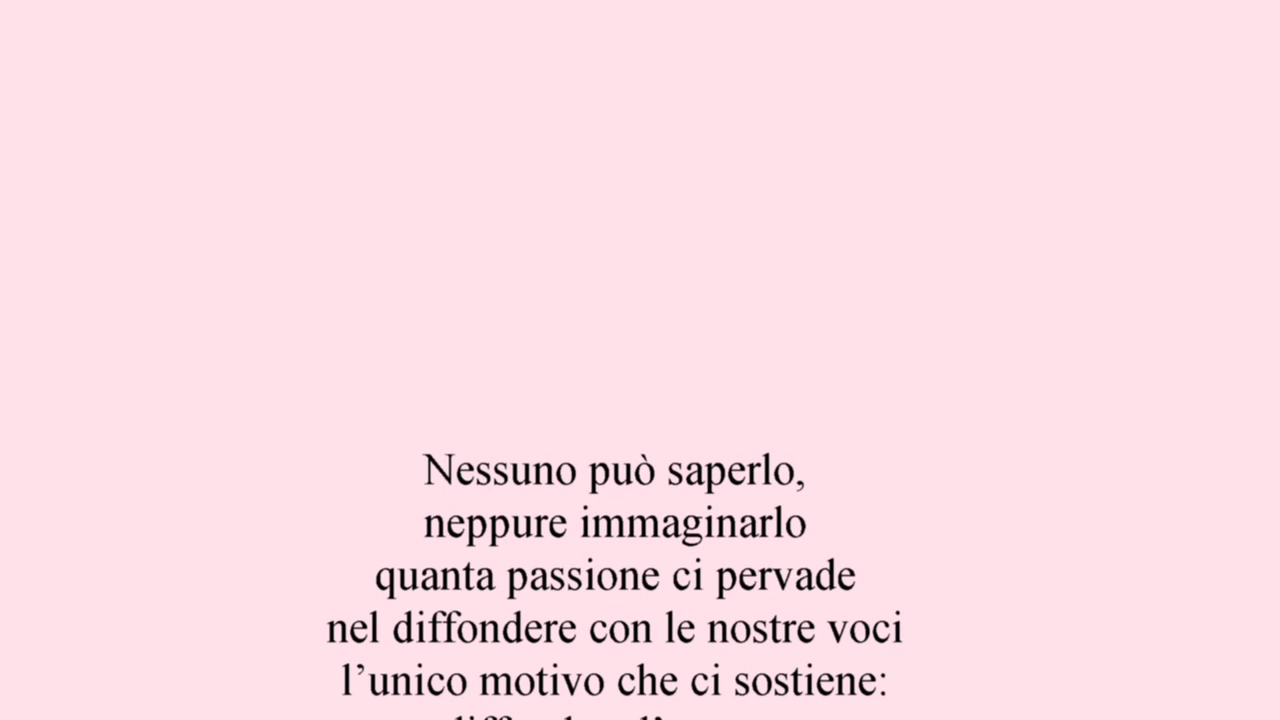 Nessuno può saperlo,
neppure immaginarlo
quanta passione ci pervade
nel diffondere con le nostre voci
l’unico motivo che ci sostiene: